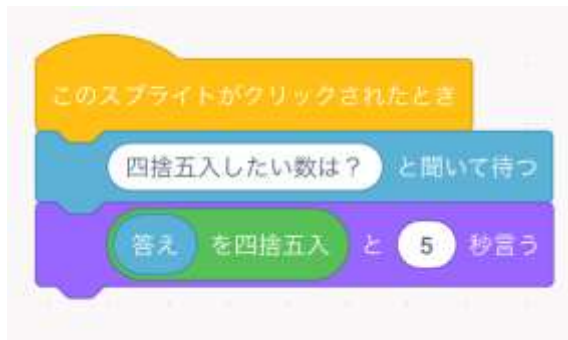 このスプライトがクリックされたとき
四捨五入したい数は？ と聞いて待つ
答え を四捨五入 と 5 秒言う